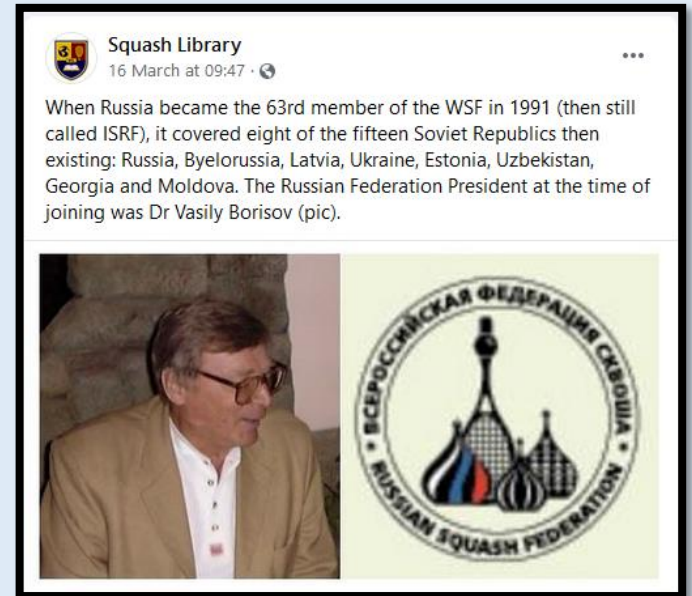 Squash Library
16 March at 09:47
When Russia became the 63rd member of the WSF in 1991 (then still
called ISRF), it covered eight of the fifteen Soviet Republics then
existing: Russia, Byelorussia, Latvia, Ukraine, Estonia, Uzbekistan,
Georgia and Moldova. The Russian Federation President at the time of
joining was Dr Vasily Borisov (pic).
ВСЕРОССИЙСКАЯ ФЕДЕРАЦИЯ СКВОША
RUSSIAN SQUASH FEDERATION